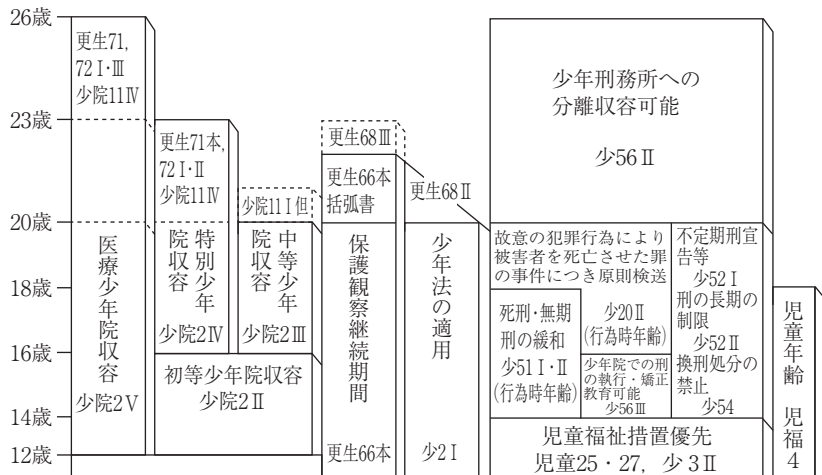 26歳
23歳
20歳
18歳
16歳
14歳
12歳
更生71,
72Ⅰ·Ⅲ
少院11Ⅳ
医療少年院収容
少院2Ⅴ
更生71本,
72Ⅰ·Ⅱ
少院11Ⅳ
特別少年
院収容
少院2Ⅳ
少院11Ⅰ但
中等少年
院収容
少院2Ⅲ
初等少年院収容
少院2Ⅱ
更生68Ⅲ
更生66本
括弧書
保護観察継続期間
更生66本
更生68Ⅱ
少年法の適用
少2Ⅰ
少年刑務所への
分離収容可能
少56Ⅱ
故意の犯罪行為により
被害者を死亡させた罪
の事件につき原則検送
少20Ⅱ
(行為時年齢)
死刑·無期
刑の緩和
少51Ⅰ·Ⅱ
(行為時年齢)
少年院での刑
の執行・矯正
教育可能
少56Ⅲ
不定期刑宣
告等
少52Ⅰ
刑の長期の
制限
少52Ⅱ
換刑処分の
禁止
少54
児童福祉措置優先
児童25・27, 少3Ⅱ
児童年齢 児福4